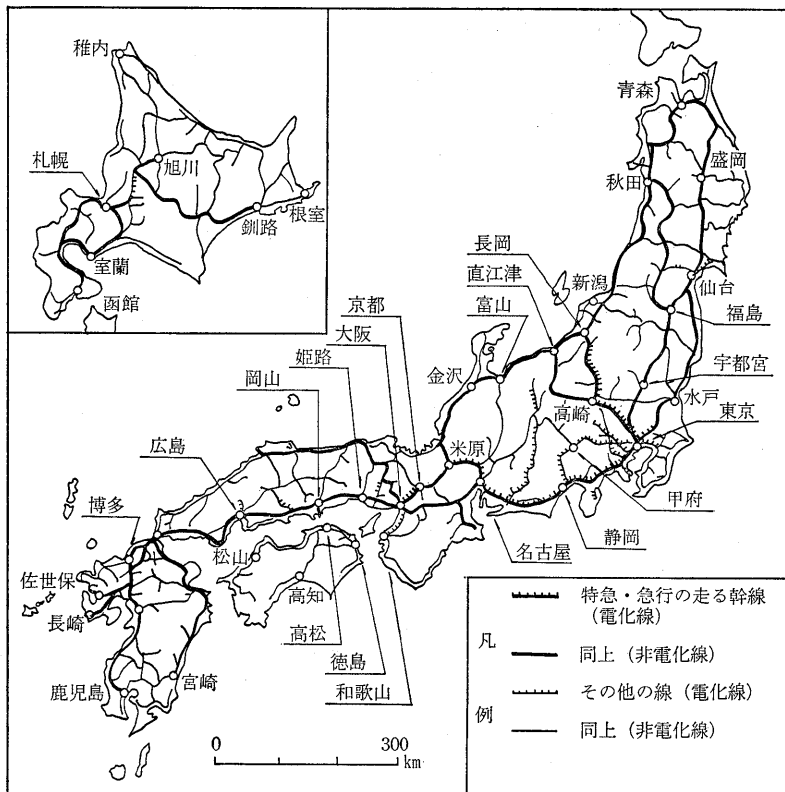 稚内
札幌
旭川
釧路
根室
室蘭
函館
青森
盛岡
秋田
長岡
直江津
新潟
仙台
京都
富山
福島
大阪
姫路
宇都宮
岡山
金沢
水戸
高崎
東京
広島
米原
博多
甲府
静岡
松山
名古屋
佐世保
高知
長崎
高松
徳島
宮崎
和歌山
鹿児島
0 300
km
凡例
特急・急行の走る幹線
(電化線)
同上(非電化線)
その他の線(電化線)
同上(非電化線)